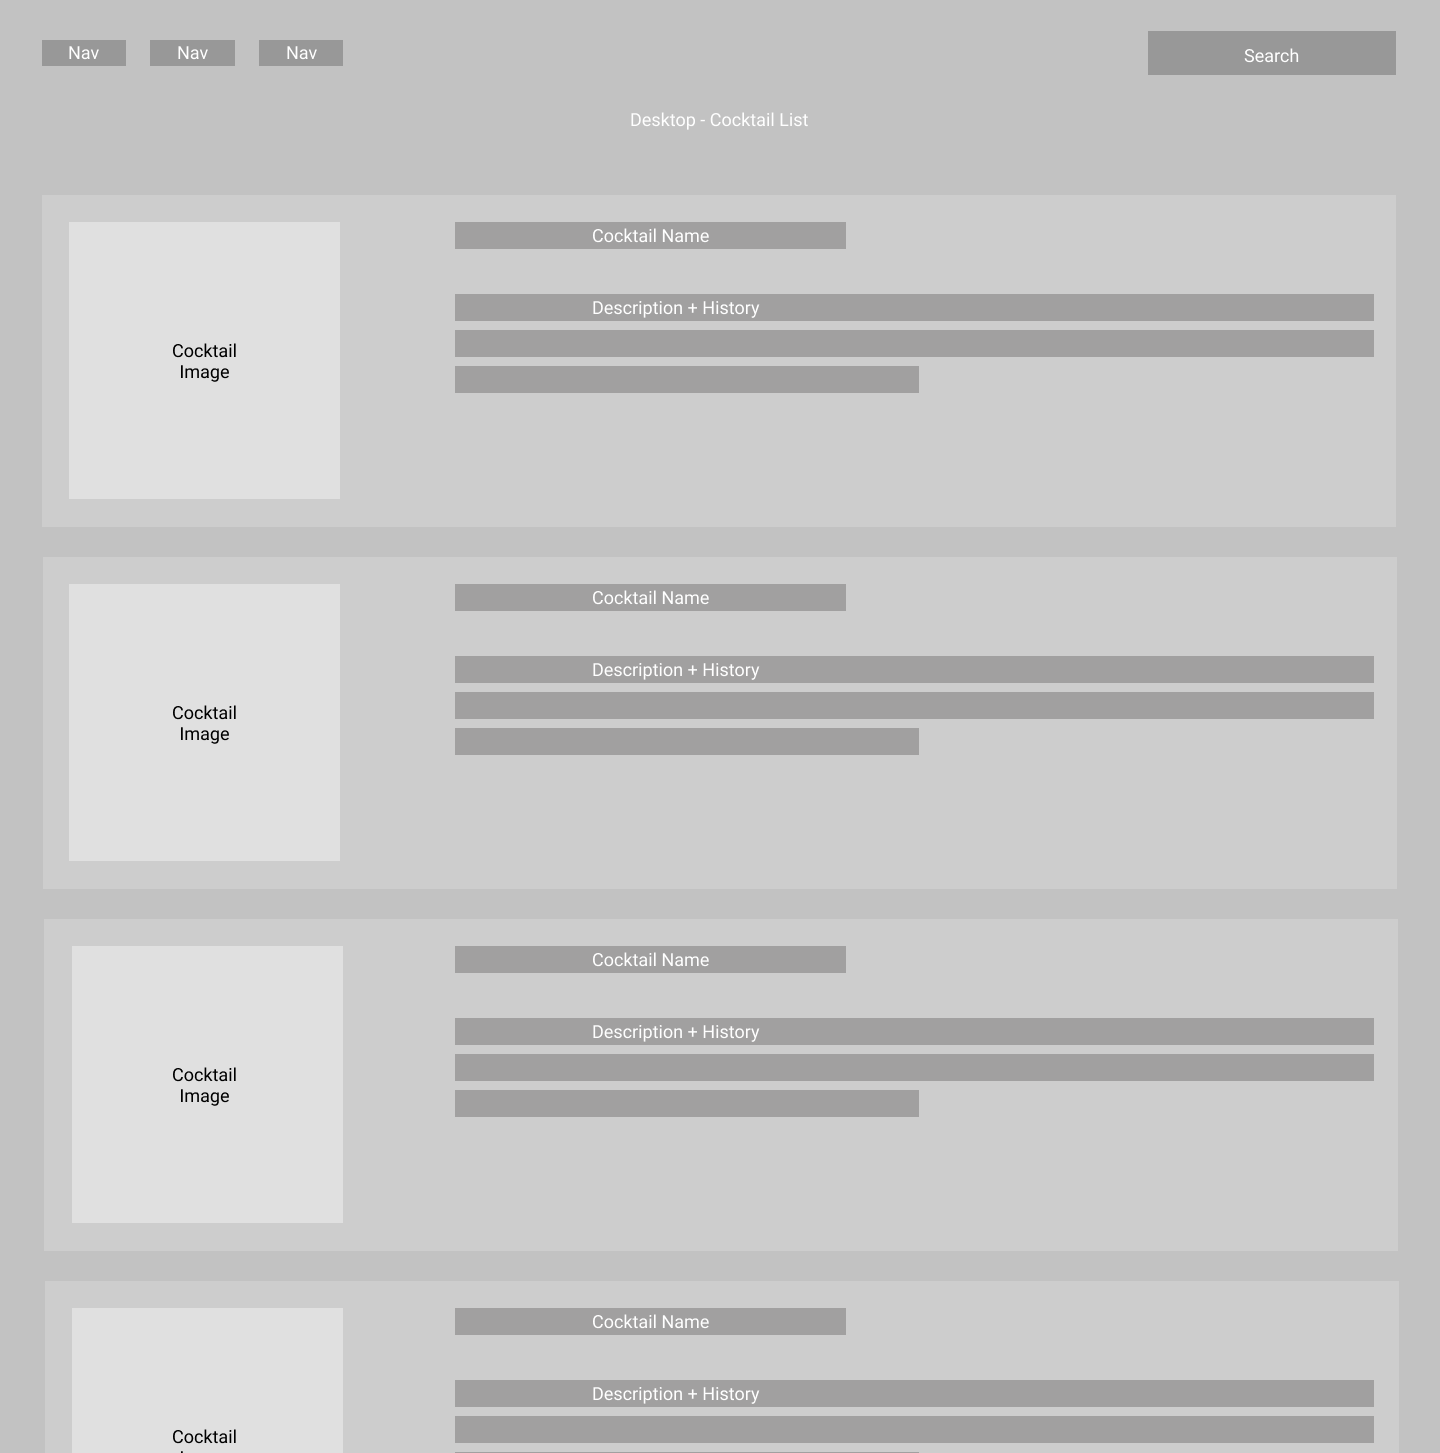 Nav Nav Nav Search
Desktop - Cocktail List
Cocktail Name
Description + History
Cocktail
Image
Cocktail Name
Description + History
Cocktail
Image
Cocktail Name
Description + History
Cocktail
Image
Cocktail Name
Description + History
Cocktail